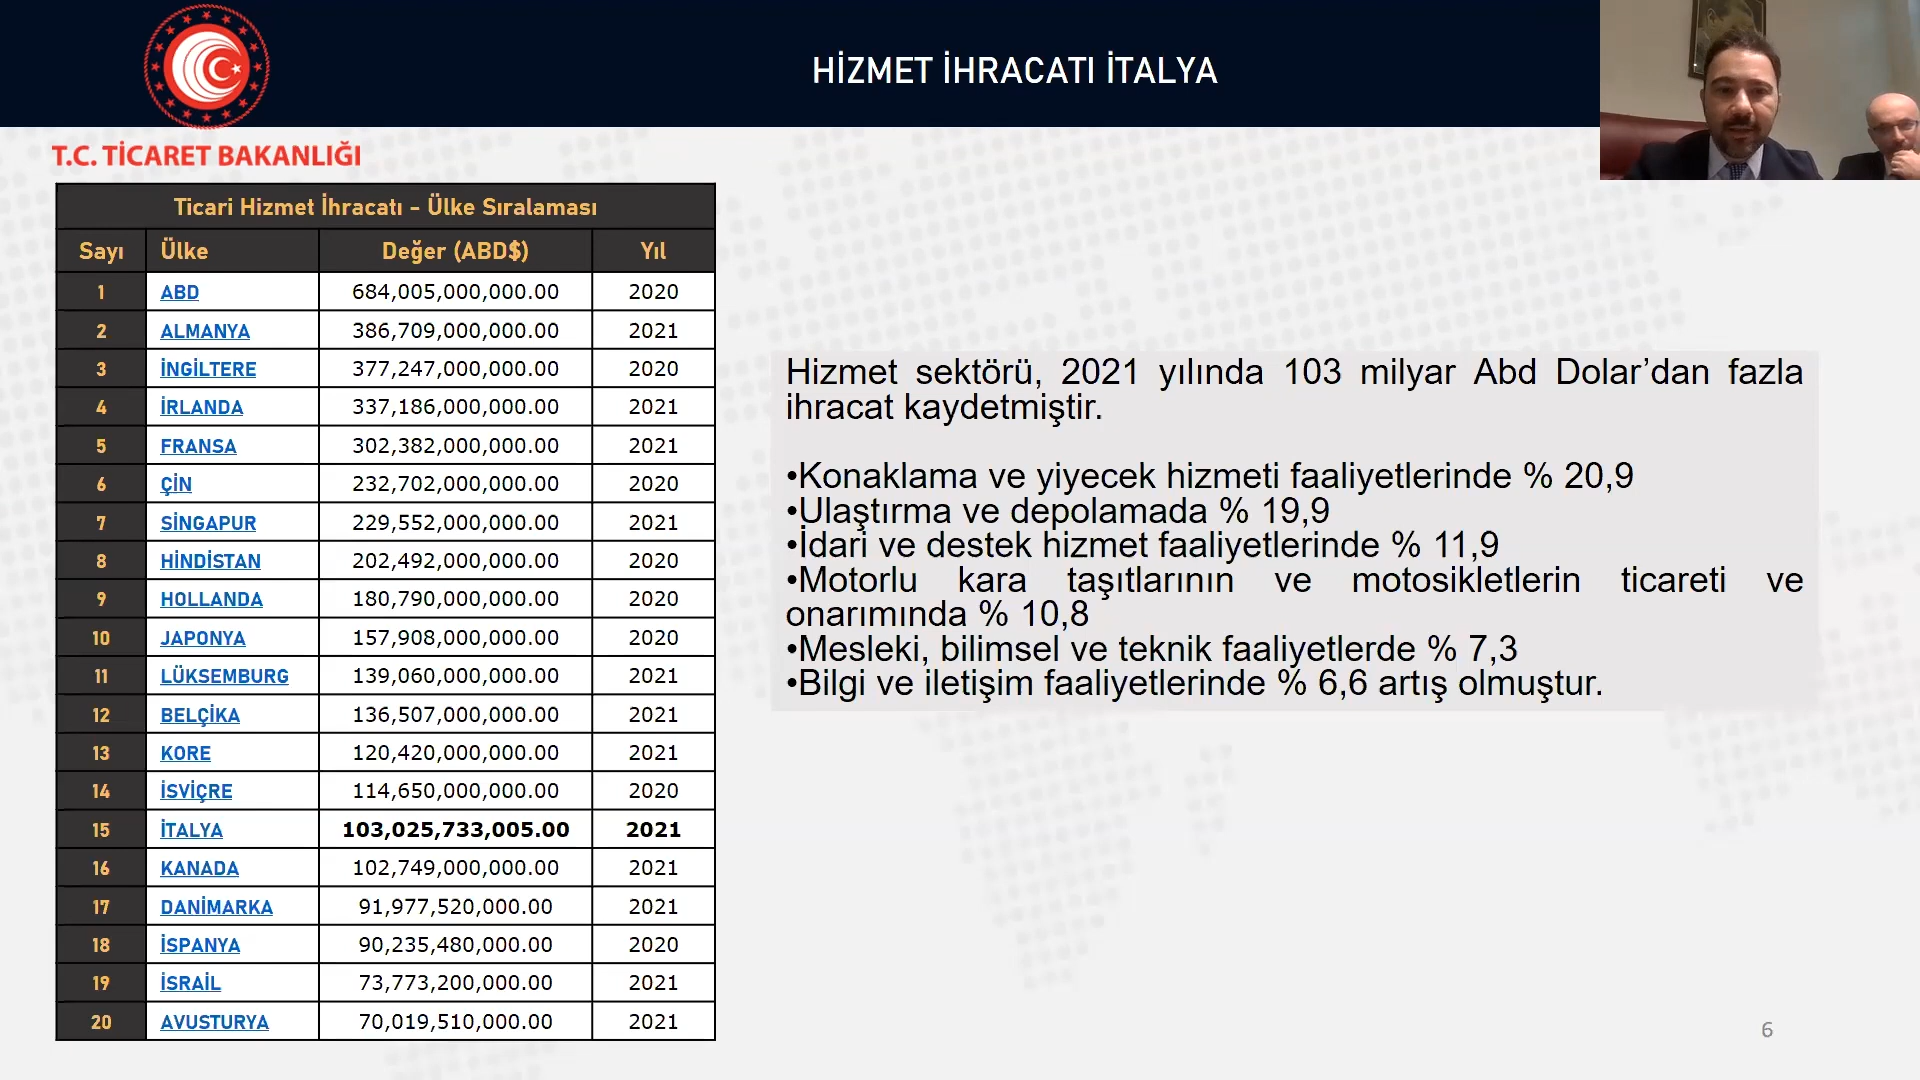 HİZMET İHRACATI İTALYA
T.C. TİCARET BAKANLIĞI
Ticari Hizmet İhracatı - Ülke Sıralaması
Sayı Ülke Değer (ABD$) Yıl
1 ABD 684,005,000,000.00 2020
2 ALMANYA 386,709,000,000.00 2021
3 İNGİLTERE 377,247,000,000.00 2020
4 İRLANDA 337,186,000,000.00 2021
5 FRANSA 302,382,000,000.00 2021
6 ÇİN 232,702,000,000.00 2020
7 SİNGAPUR 229,552,000,000.00 2021
8 HİNDİSTAN 202,492,000,000.00 2020
9 HOLLANDA 180,790,000,000.00 2020
10 JAPONYA 157,908,000,000.00 2020
11 LÜKSEMBURG 139,060,000,000.00 2021
12 BELÇİKA 136,507,000,000.00 2021
13 KORE 120,420,000,000.00 2021
14 İSVİÇRE 114,650,000,000.00 2020
15 İTALYA 103,025,733,005.00 2021
16 KANADA 102,749,000,000.00 2021
17 DANİMARKA 91,977,520,000.00 2021
18 İSPANYA 90,235,480,000.00 2020
19 İSRAİL 73,773,200,000.00 2021
20 AVUSTURYA 70,019,510,000.00 2021
Hizmet sektörü, 2021 yılında 103 milyar Abd Dolar’dan fazla
ihracat kaydetmiştir.
•Konaklama ve yiyecek hizmeti faaliyetlerinde % 20,9
•Ulaştırma ve depolamada % 19,9
•İdari ve destek hizmet faaliyetlerinde % 11,9
•Motorlu kara taşıtlarının ve motosikletlerin ticareti ve
onarımında % 10,8
•Mesleki, bilimsel ve teknik faaliyetlerde % 7,3
•Bilgi ve iletişim faaliyetlerinde % 6,6 artış olmuştur.
6